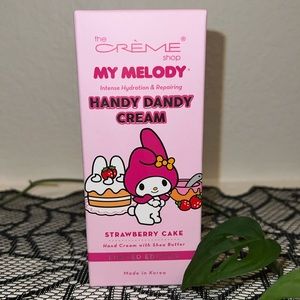 the
CRÈME®
shop
MY MELODY™
Intense Hydration & Repairing
HANDY DANDY
CREAM
STRAWBERRY CAKE
Hand Cream with Shea Butter
LIMITED EDITION
Made in Korea